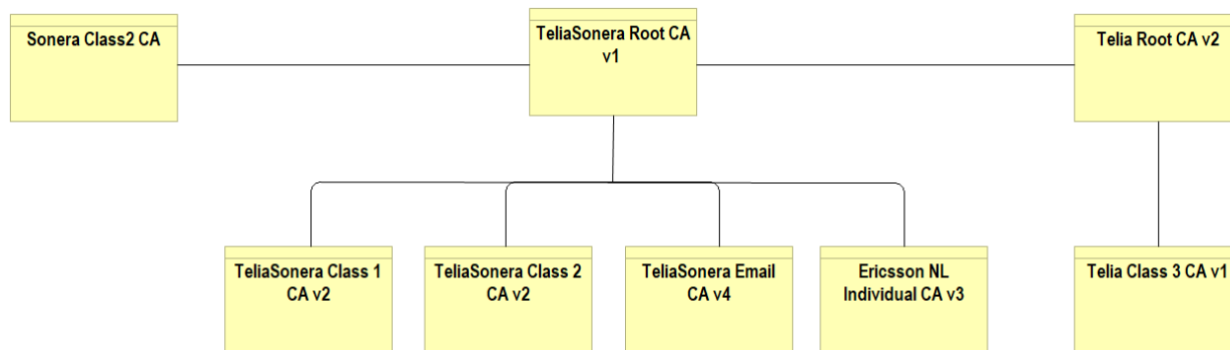 Sonera Class2 CA
TeliaSonera Root CA
v1
Telia Root CA v2
TeliaSonera Class 1
CA v2
TeliaSonera Class 2
CA v2
TeliaSonera Email
CA v4
Ericsson NL
Individual CA v3
Telia Class 3 CA v1